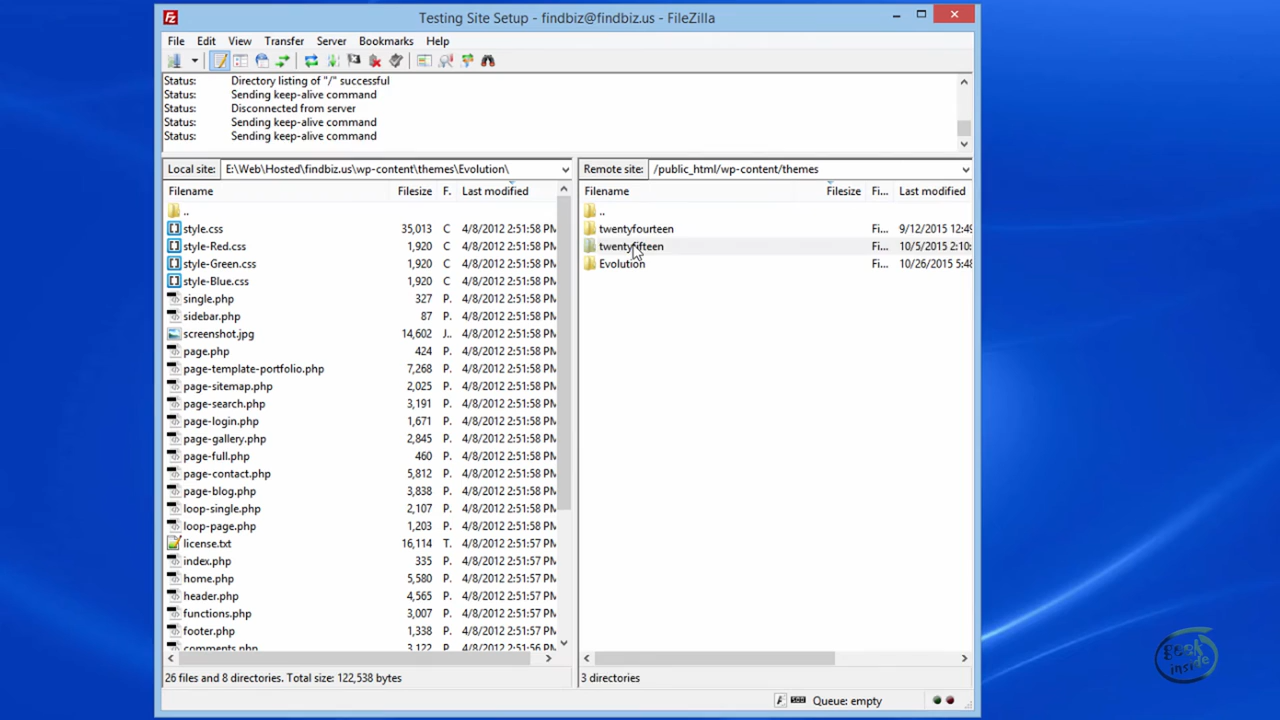 Testing Site Setup - findbiz@findbiz.us - FileZilla
File Edit View Transfer Server Bookmarks Help
Status: Directory listing of "/" successful
Status: Sending keep-alive command
Status: Disconnected from server
Status: Sending keep-alive command
Status: Sending keep-alive command
Local site: E:\Web\Hosted\findbiz.us\wp-content\themes\Evolution\
Filename Filesize F. Last modified
..
style.css 35,013 C 4/8/2012 2:51:58 PM
style-Red.css 1,920 C 4/8/2012 2:51:58 PM
style-Green.css 1,920 C 4/8/2012 2:51:58 PM
style-Blue.css 1,920 C 4/8/2012 2:51:58 PM
single.php 327 P. 4/8/2012 2:51:58 PM
sidebar.php 87 P. 4/8/2012 2:51:58 PM
screenshot.jpg 14,602 J.. 4/8/2012 2:51:58 PM
page.php 424 P. 4/8/2012 2:51:58 PM
page-template-portfolio.php 7,268 P. 4/8/2012 2:51:58 PM
page-sitemap.php 2,025 P. 4/8/2012 2:51:58 PM
page-search.php 3,191 P. 4/8/2012 2:51:58 PM
page-login.php 1,671 P. 4/8/2012 2:51:58 PM
page-gallery.php 2,845 P. 4/8/2012 2:51:58 PM
page-full.php 460 P. 4/8/2012 2:51:58 PM
page-contact.php 5,812 P. 4/8/2012 2:51:58 PM
page-blog.php 3,838 P. 4/8/2012 2:51:58 PM
loop-single.php 2,107 P. 4/8/2012 2:51:58 PM
loop-page.php 1,203 P. 4/8/2012 2:51:58 PM
license.txt 16,114 T. 4/8/2012 2:51:57 PM
index.php 335 P. 4/8/2012 2:51:57 PM
home.php 5,580 P. 4/8/2012 2:51:57 PM
header.php 4,565 P. 4/8/2012 2:51:57 PM
functions.php 3,007 P. 4/8/2012 2:51:57 PM
footer.php 1,338 P. 4/8/2012 2:51:57 PM
comments.php 3,122 P. 4/8/2012 2:51:56 PM
26 files and 8 directories. Total size: 122,538 bytes
Remote site: /public_html/wp-content/themes
Filename Filesize Fi... Last modified
..
twentyfourteen Fi... 9/12/2015 12:49
twentyfifteen Fi... 10/5/2015 2:10:
Evolution Fi... 10/26/2015 5:48
3 directories
Queue: empty
Geek
inside